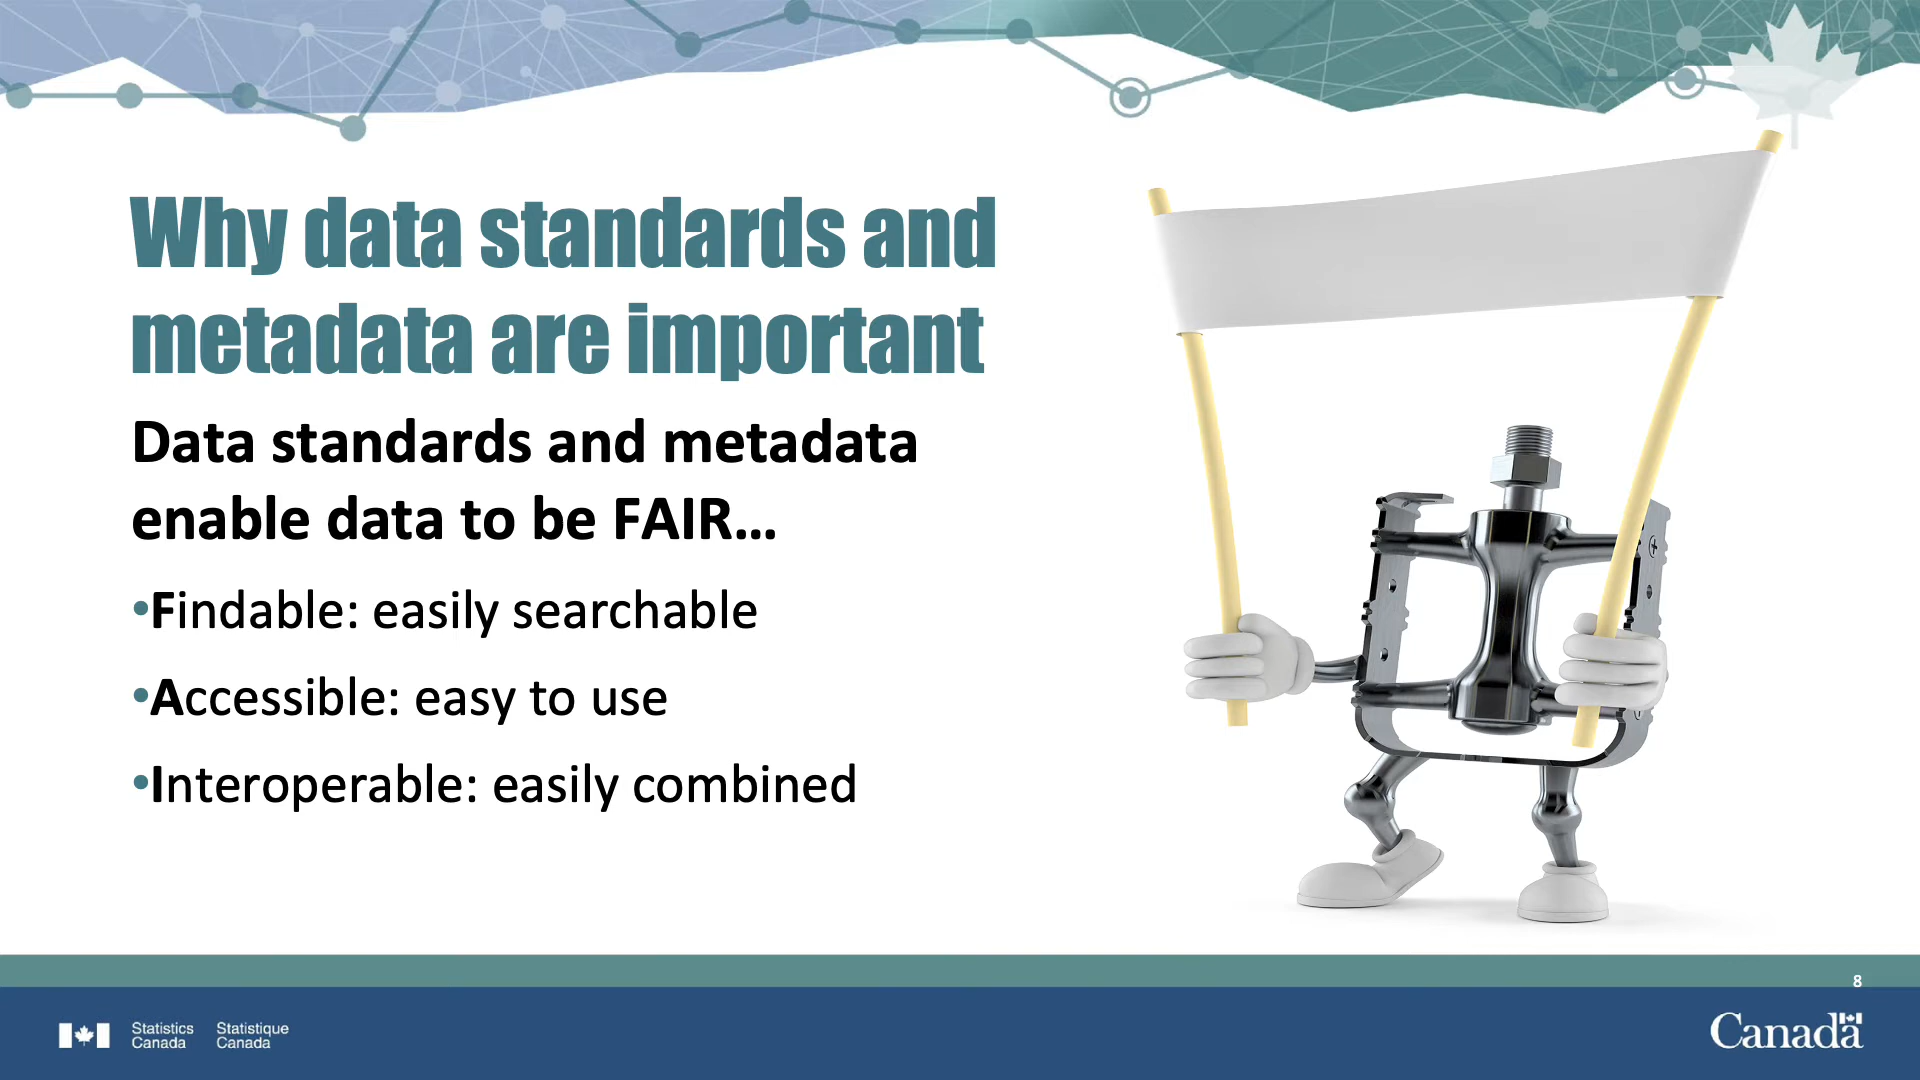 Why data standards and
metadata are important
Data standards and metadata
enable data to be FAIR...
•Findable: easily searchable
•Accessible: easy to use
•Interoperable: easily combined
8
Statistics Canada
Statistique Canada
Canada